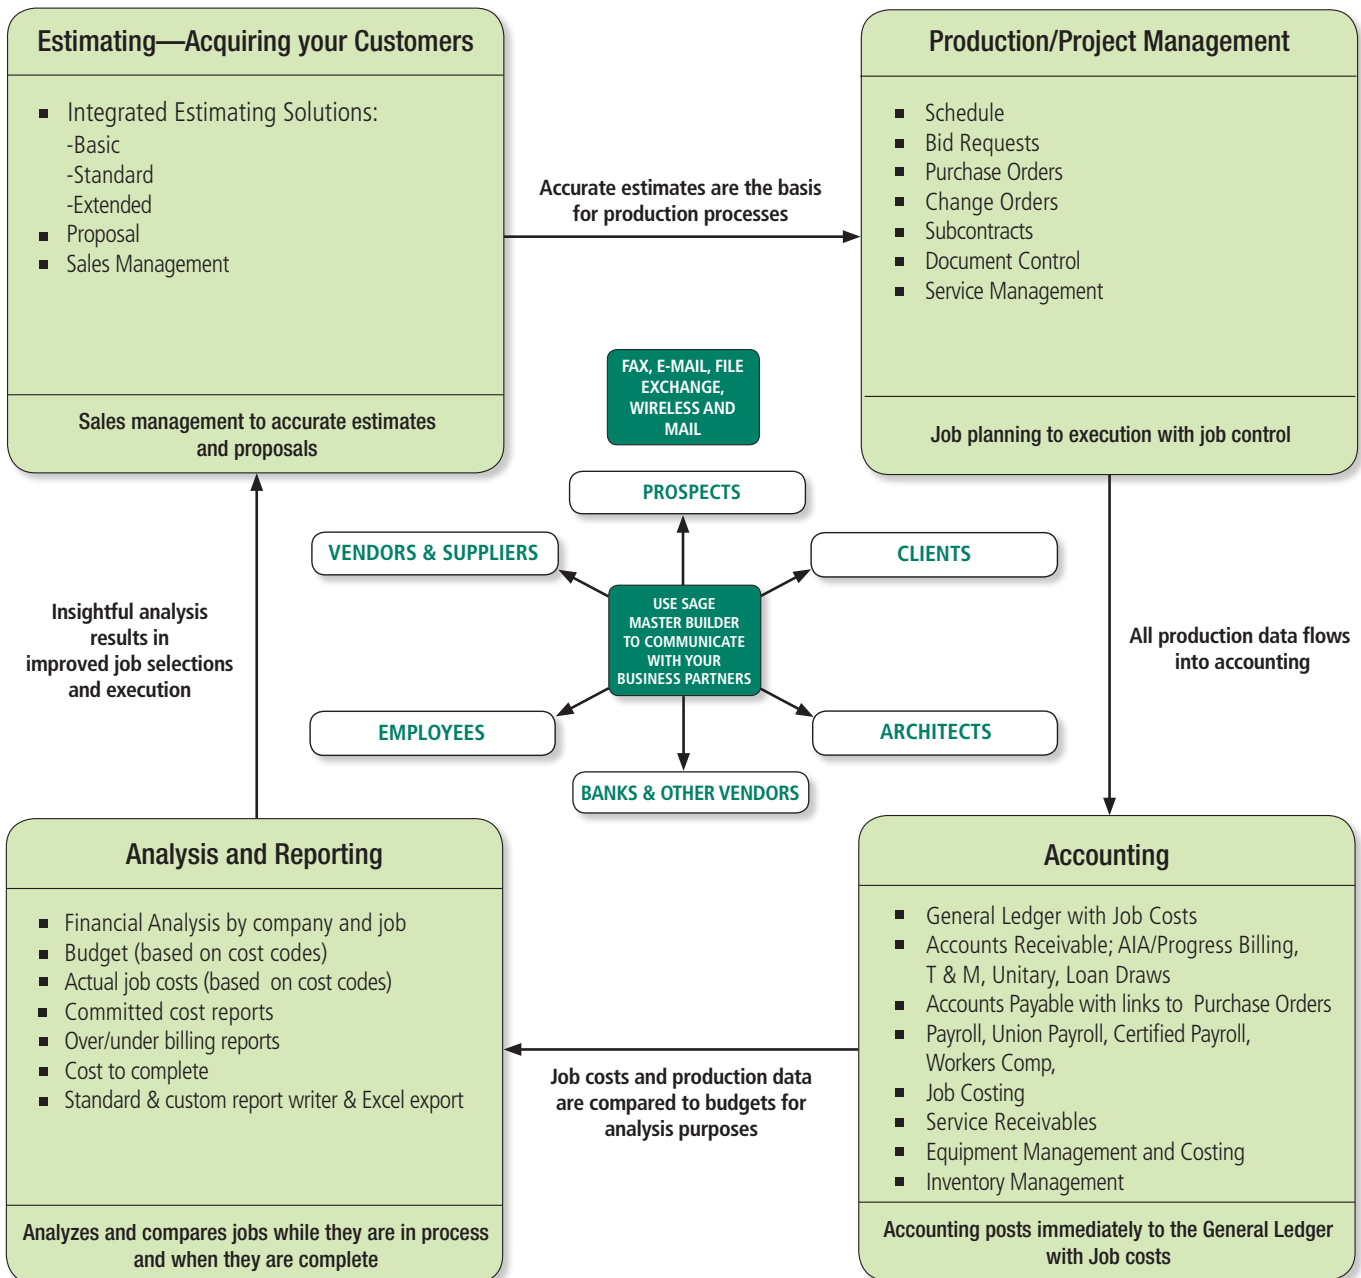 Estimating—Acquiring your Customers
▪ Integrated Estimating Solutions:
-Basic
-Standard
-Extended
▪ Proposal
▪ Sales Management
Sales management to accurate estimates
and proposals
Accurate estimates are the basis
for production processes
Production/Project Management
▪ Schedule
▪ Bid Requests
▪ Purchase Orders
▪ Change Orders
▪ Subcontracts
▪ Document Control
▪ Service Management
Job planning to execution with job control
FAX, E-MAIL, FILE
EXCHANGE,
WIRELESS AND
MAIL
PROSPECTS
VENDORS & SUPPLIERS
CLIENTS
USE SAGE
MASTER BUILDER
TO COMMUNICATE
WITH YOUR
BUSINESS PARTNERS
EMPLOYEES
ARCHITECTS
BANKS & OTHER VENDORS
Insightful analysis
results in
improved job selections
and execution
All production data flows
into accounting
Analysis and Reporting
▪ Financial Analysis by company and job
▪ Budget (based on cost codes)
▪ Actual job costs (based on cost codes)
▪ Committed cost reports
▪ Over/under billing reports
▪ Cost to complete
▪ Standard & custom report writer & Excel export
Analyzes and compares jobs while they are in process
and when they are complete
Job costs and production data
are compared to budgets for
analysis purposes
Accounting
▪ General Ledger with Job Costs
▪ Accounts Receivable; AIA/Progress Billing,
T & M, Unitary, Loan Draws
▪ Accounts Payable with links to Purchase Orders
▪ Payroll, Union Payroll, Certified Payroll,
Workers Comp,
▪ Job Costing
▪ Service Receivables
▪ Equipment Management and Costing
▪ Inventory Management
Accounting posts immediately to the General Ledger
with Job costs